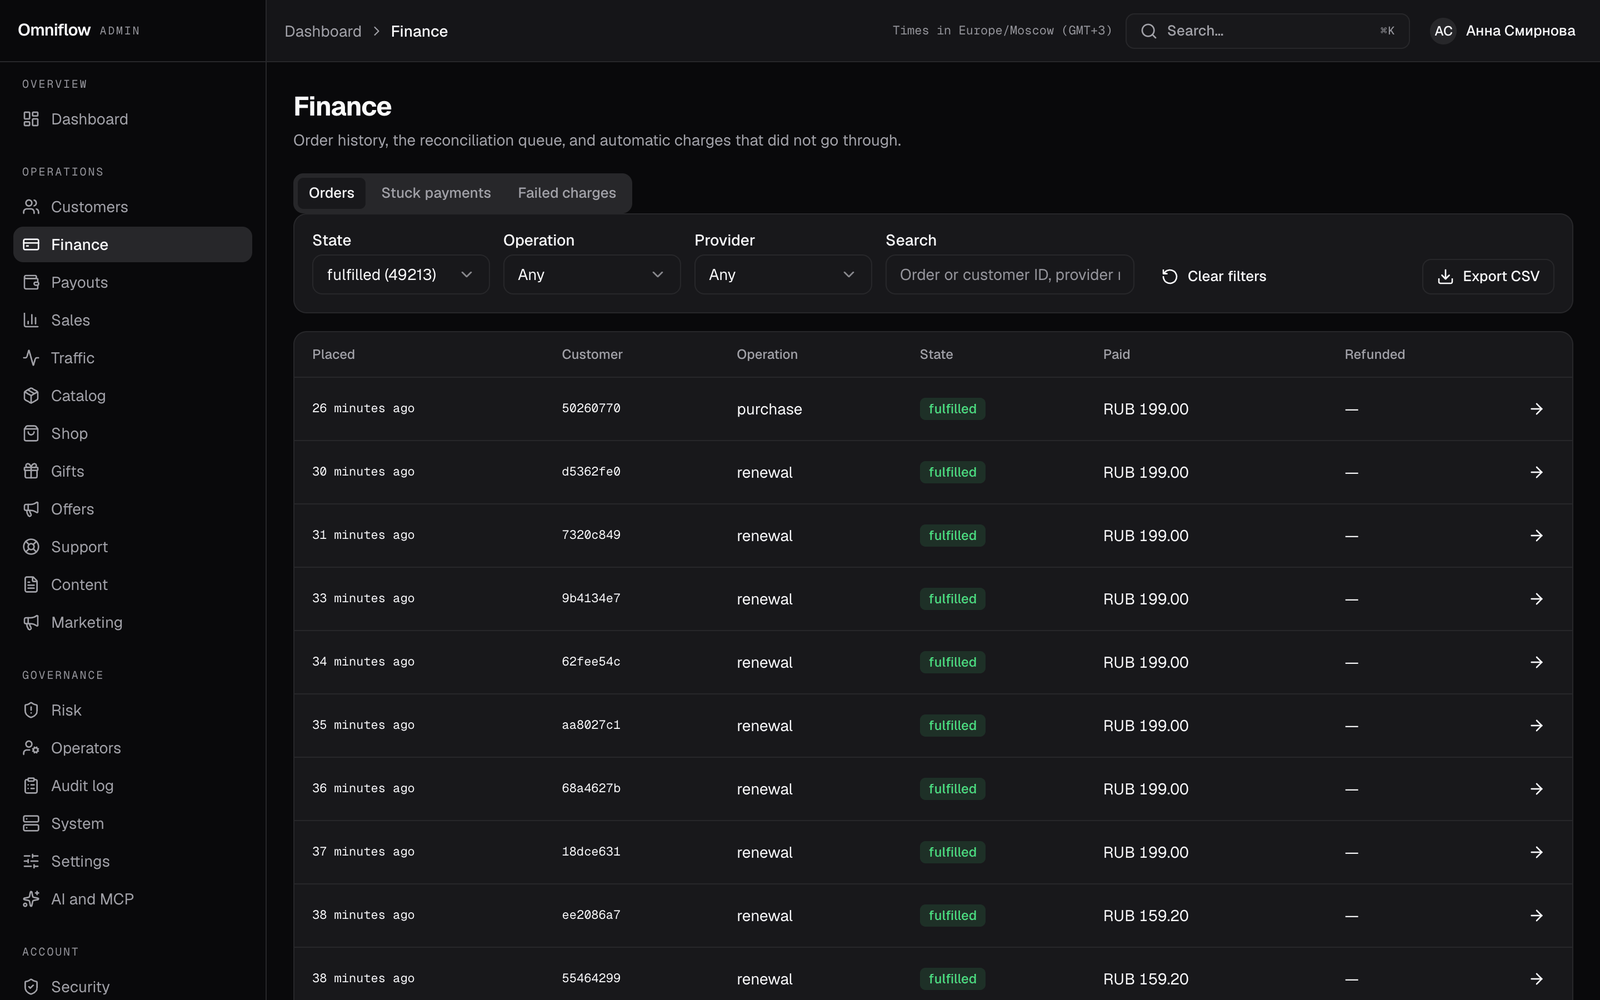 Omniflow ADMIN
Dashboard > Finance
Times in Europe/Moscow (GMT+3)
Search...
⌘K
AC
Анна Смирнова
OVERVIEW
Dashboard
OPERATIONS
Customers
Finance
Payouts
Sales
Traffic
Catalog
Shop
Gifts
Offers
Support
Content
Marketing
GOVERNANCE
Risk
Operators
Audit log
System
Settings
AI and MCP
ACCOUNT
Security
Finance
Order history, the reconciliation queue, and automatic charges that did not go through.
Orders Stuck payments Failed charges
State Operation Provider Search
fulfilled (49213) Any Any Order or customer ID, provider Clear filters Export CSV
Placed Customer Operation State Paid Refunded
26 minutes ago 50260770 purchase fulfilled RUB 199.00 —
30 minutes ago d5362fe0 renewal fulfilled RUB 199.00 —
31 minutes ago 7320c849 renewal fulfilled RUB 199.00 —
33 minutes ago 9b4134e7 renewal fulfilled RUB 199.00 —
34 minutes ago 62fee54c renewal fulfilled RUB 199.00 —
35 minutes ago aa8027c1 renewal fulfilled RUB 199.00 —
36 minutes ago 68a4627b renewal fulfilled RUB 199.00 —
37 minutes ago 18dce631 renewal fulfilled RUB 199.00 —
38 minutes ago ee2086a7 renewal fulfilled RUB 159.20 —
38 minutes ago 55464299 renewal fulfilled RUB 159.20 —